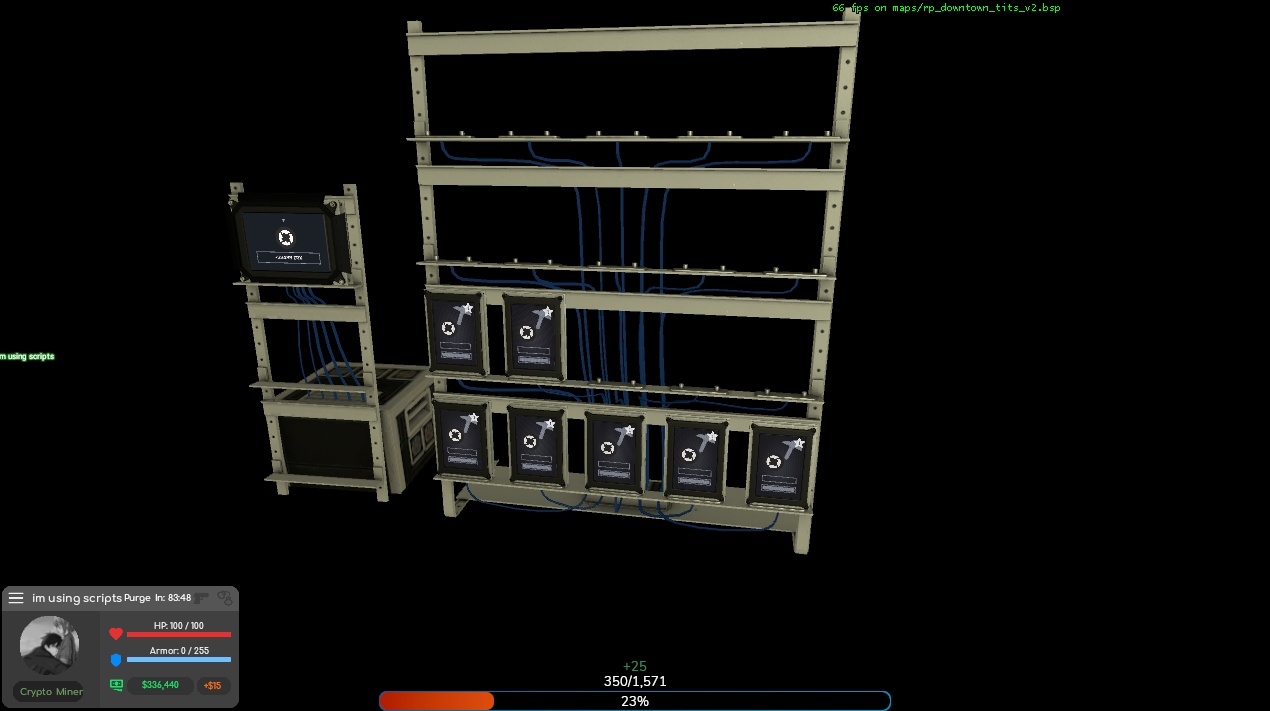 66 fps on maps/rp_downtown_tits_v2.bsp
m using scripts
im using scripts Purge In: 83:48
HP: 100 / 100
Armor: 0 / 255
$336,440 +$15
Crypto Miner
+25
350/1,571
23%